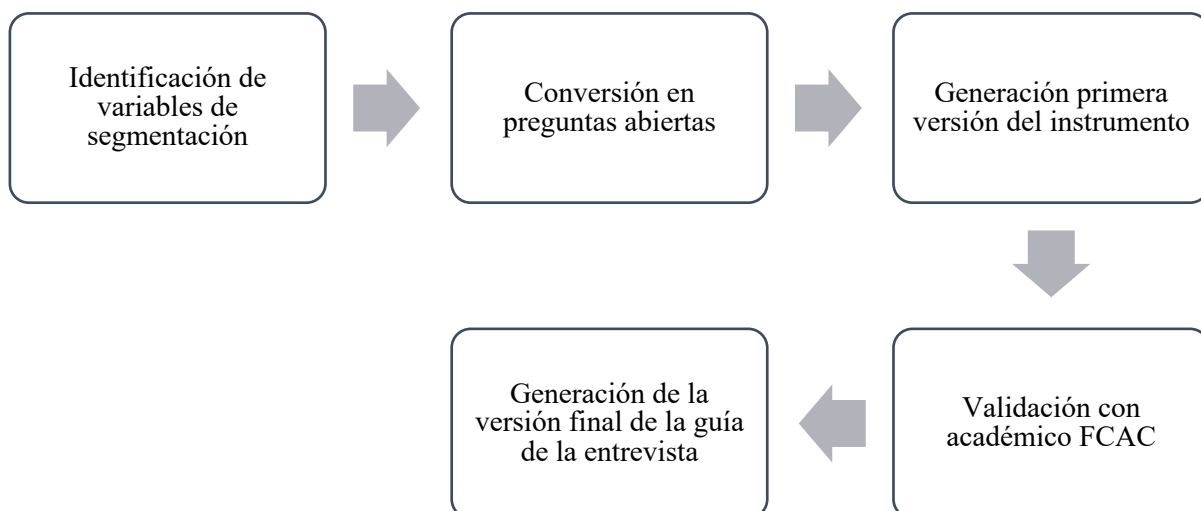 Identificación de
variables de
segmentación
Conversión en
preguntas abiertas
Generación primera
versión del instrumento
Validación con
académico FCAC
Generación de la
versión final de la guía
de la entrevista